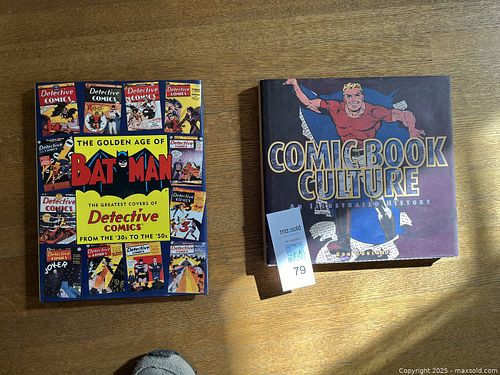 THE GOLDEN AGE OF
BATMAN
THE GREATEST COVERS OF
Detective
COMICS
FROM THE '30s TO THE '50s
Detective
COMICS
Detective
COMICS
Detective
COMICS
Detective
COMICS
Detective
COMICS
Detective
COMICS
JOKER
COMIC BOOK
CULTURE
AN ILLUSTRATED HISTORY
maxsold
79
Copyright 2025 - maxsold.com